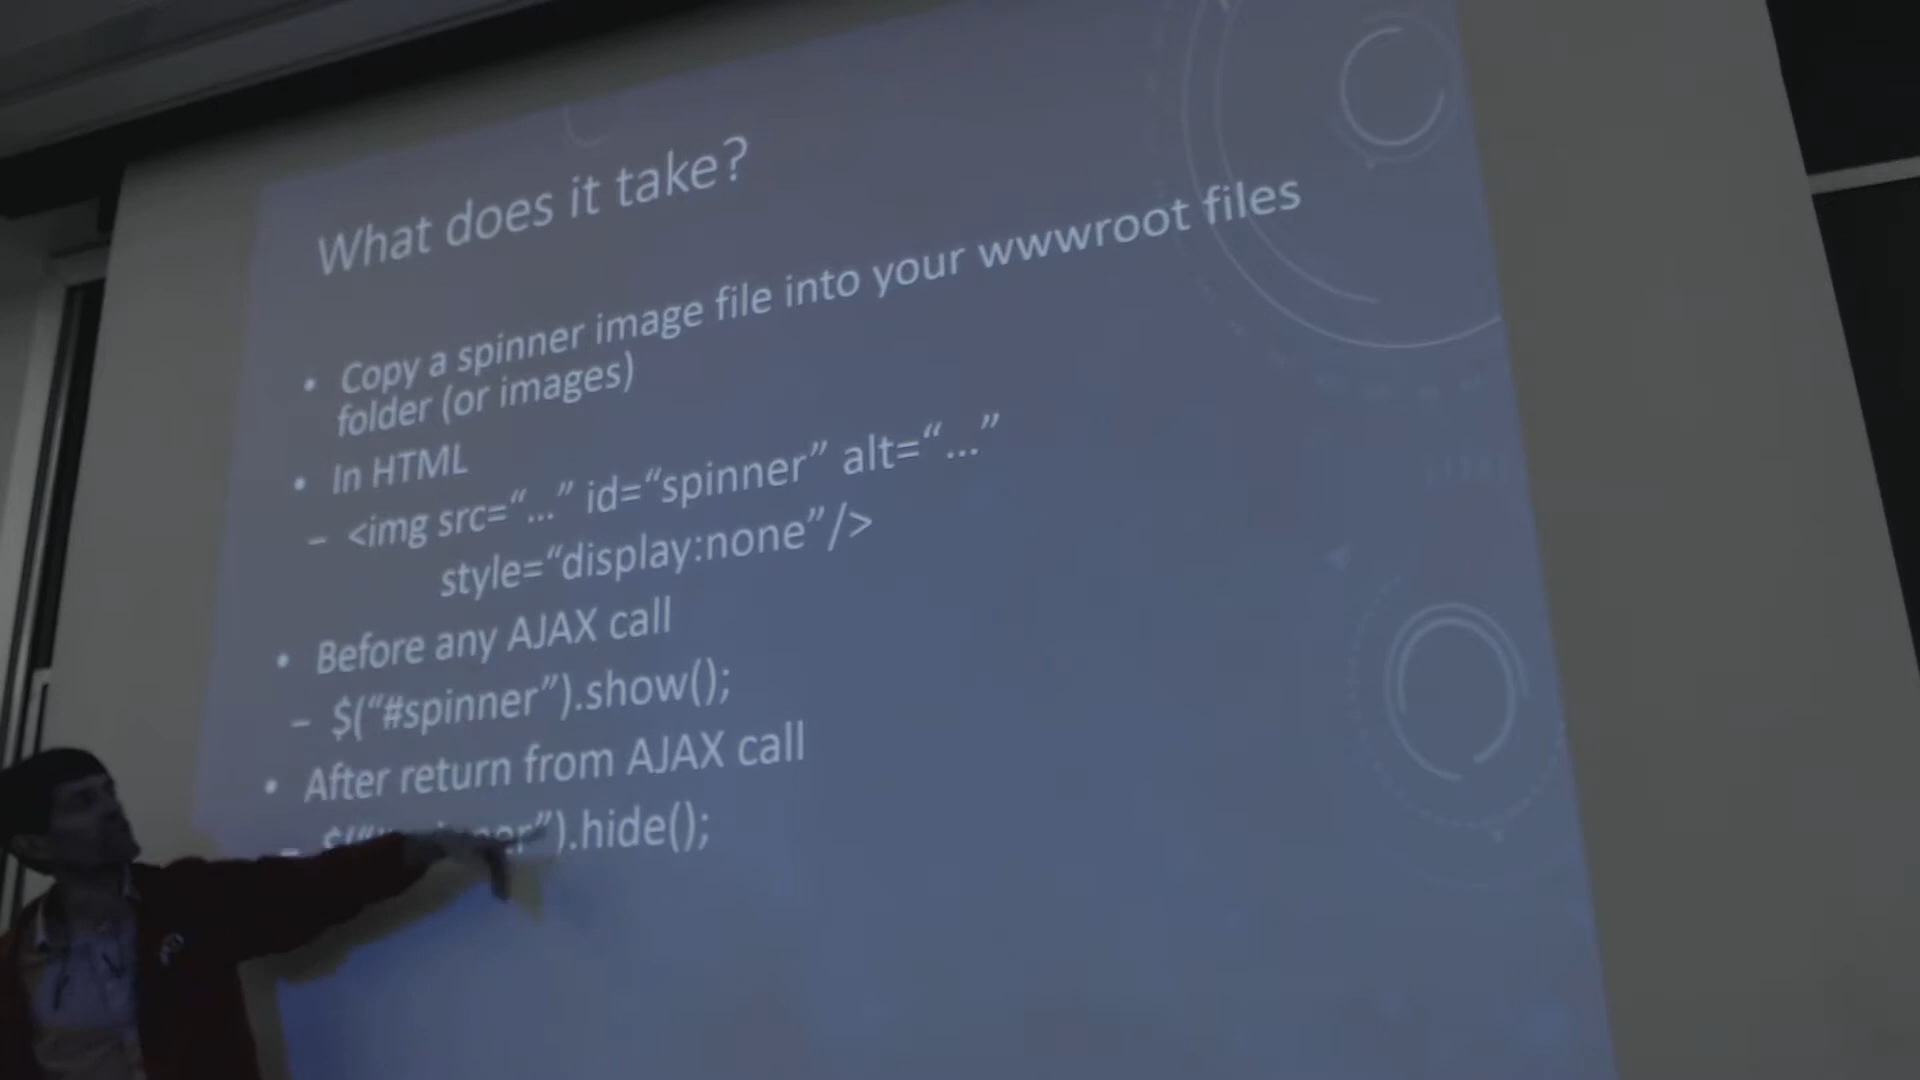 What does it take?
• Copy a spinner image file into your wwwroot files
folder (or images)
• In HTML
– <img src=“...” id=“spinner” alt=“...”
style=“display:none”/>
• Before any AJAX call
– $(“#spinner”).show();
• After return from AJAX call
– ”).hide();